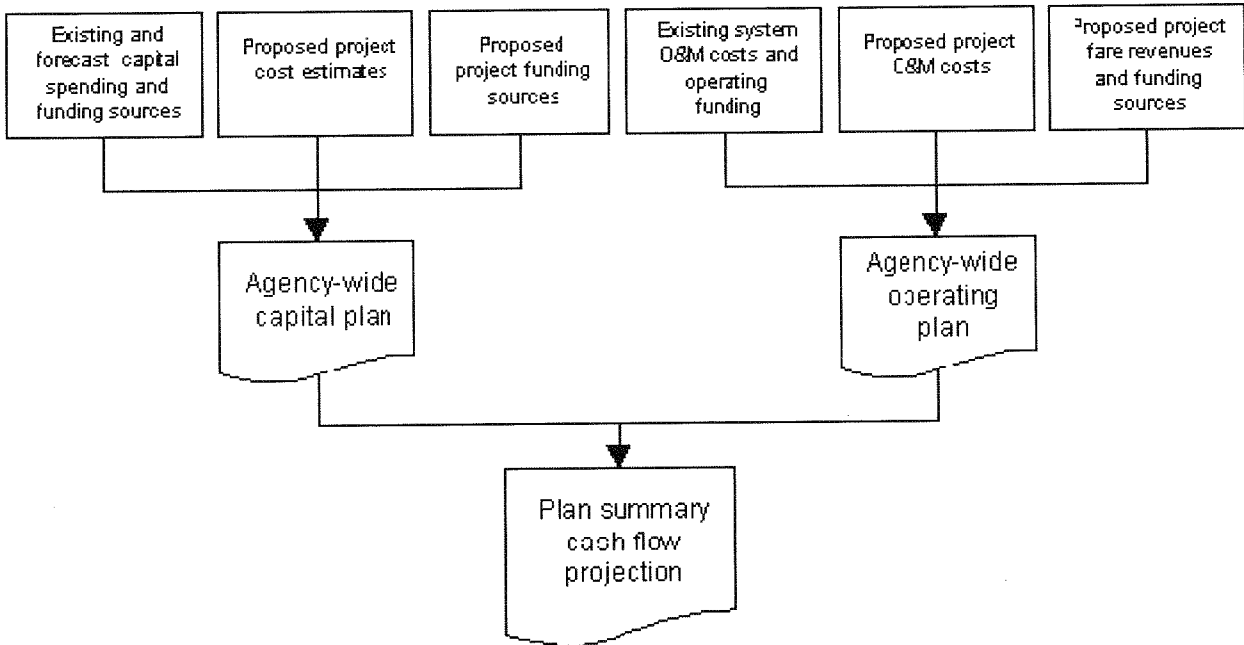 Existing and
forecast capital
spending and
funding sources
Proposed project
cost estimates
Proposed
project funding
sources
Existing system
O&M costs and
operating
funding
Proposed project
O&M costs
Proposed project
fare revenues
and funding
sources
Agency-wide
capital plan
Agency-wide
operating
plan
Plan summary
cash flow
projection